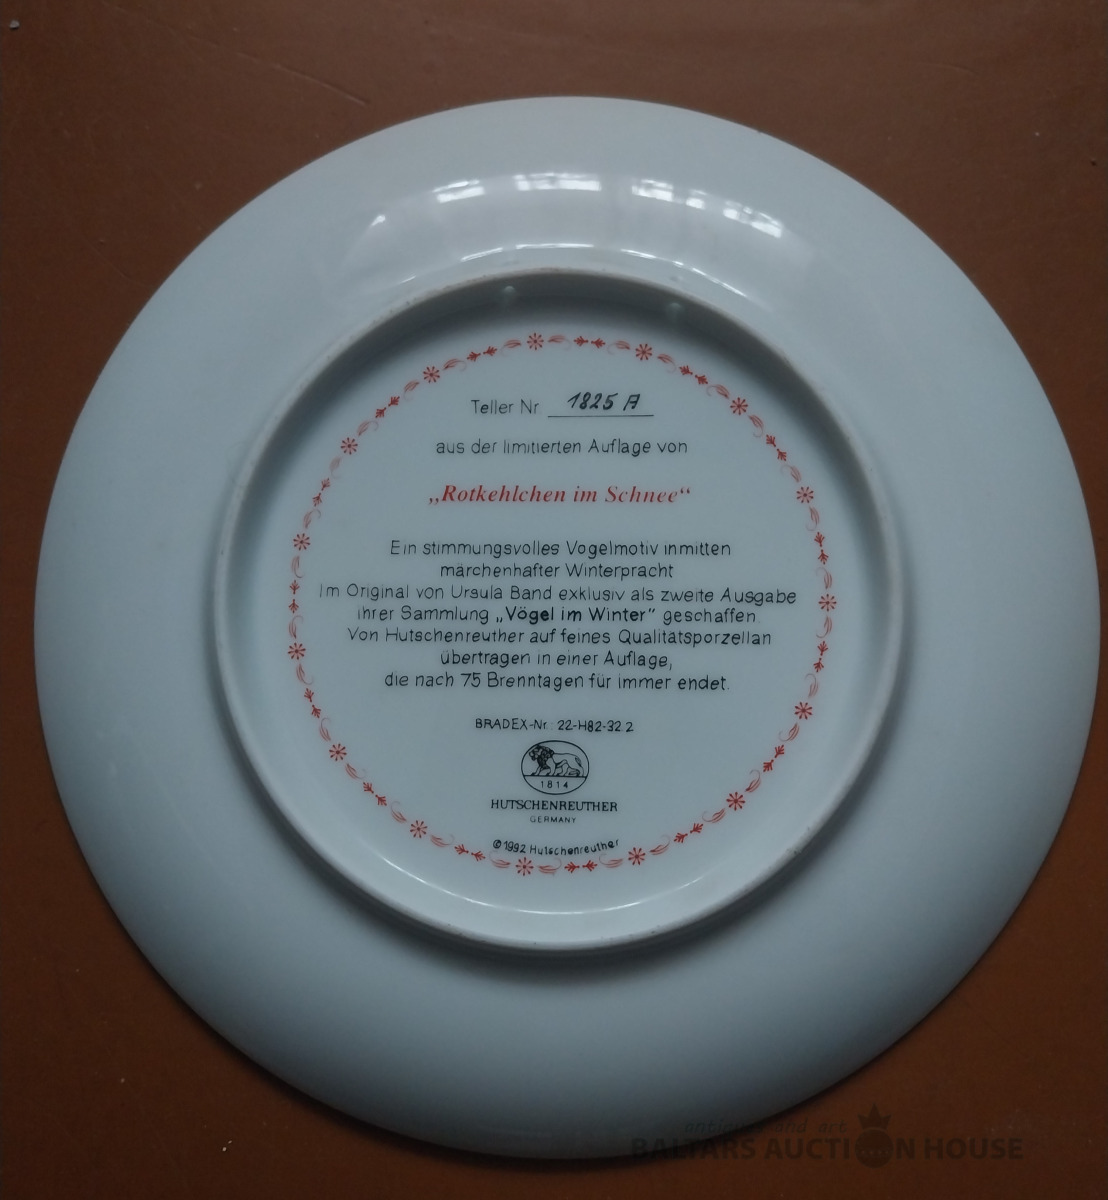 Teller Nr. 1825 A
aus der limitierten Auflage von
„Rotkehlchen im Schnee“
Ein stimmungsvolles Vogelmotiv inmitten
märchenhafter Winterpracht
Im Original von Ursula Band exklusiv als zweite Ausgabe
ihrer Sammlung „Vögel im Winter“ geschaffen.
Von Hutschenreuther auf feines Qualitätsporzellan
übertragen in einer Auflage,
die nach 75 Brenntagen für immer endet.
BRADEX-Nr. 22-H82-32.2
1814
HUTSCHENREUTHER
GERMANY
©1992 Hutschenreuther
antiques and art
BALTARS AUCTION HOUSE